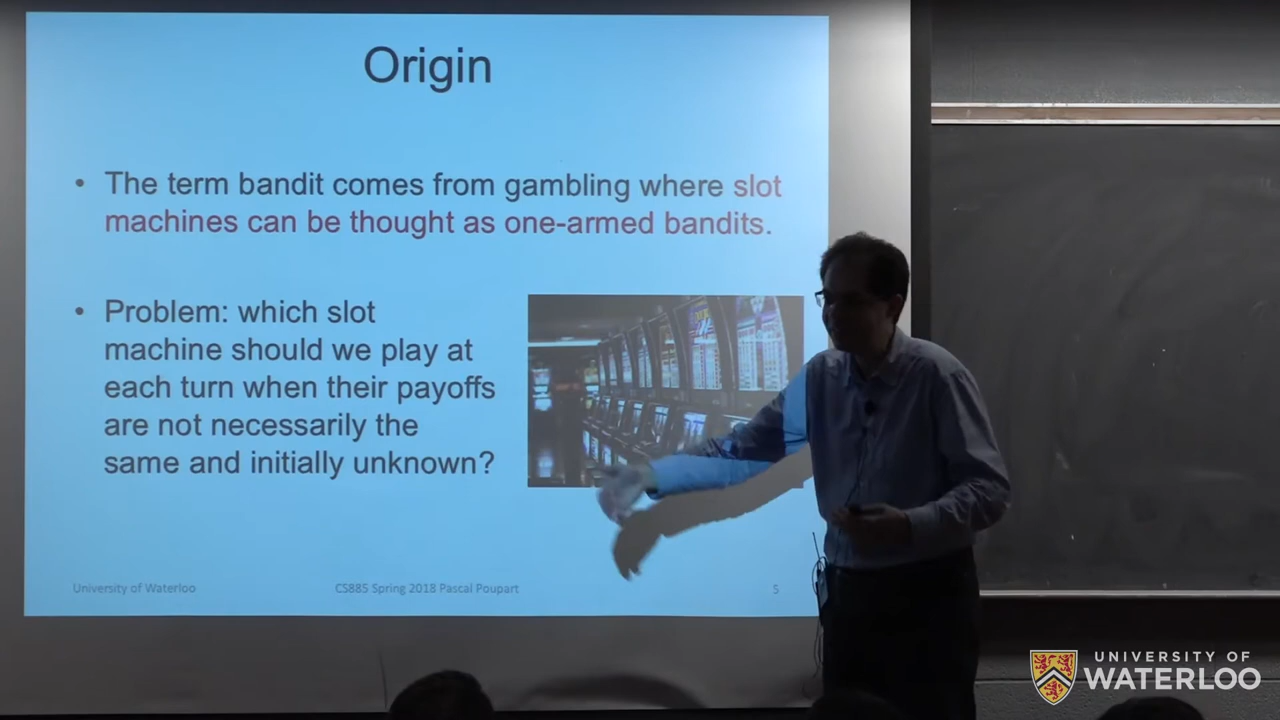 Origin
• The term bandit comes from gambling where slot
machines can be thought as one-armed bandits.
• Problem: which slot
machine should we play at
each turn when their payoffs
are not necessarily the
same and initially unknown?
University of Waterloo CS885 Spring 2018 Pascal Poupart 5
UNIVERSITY OF
WATERLOO